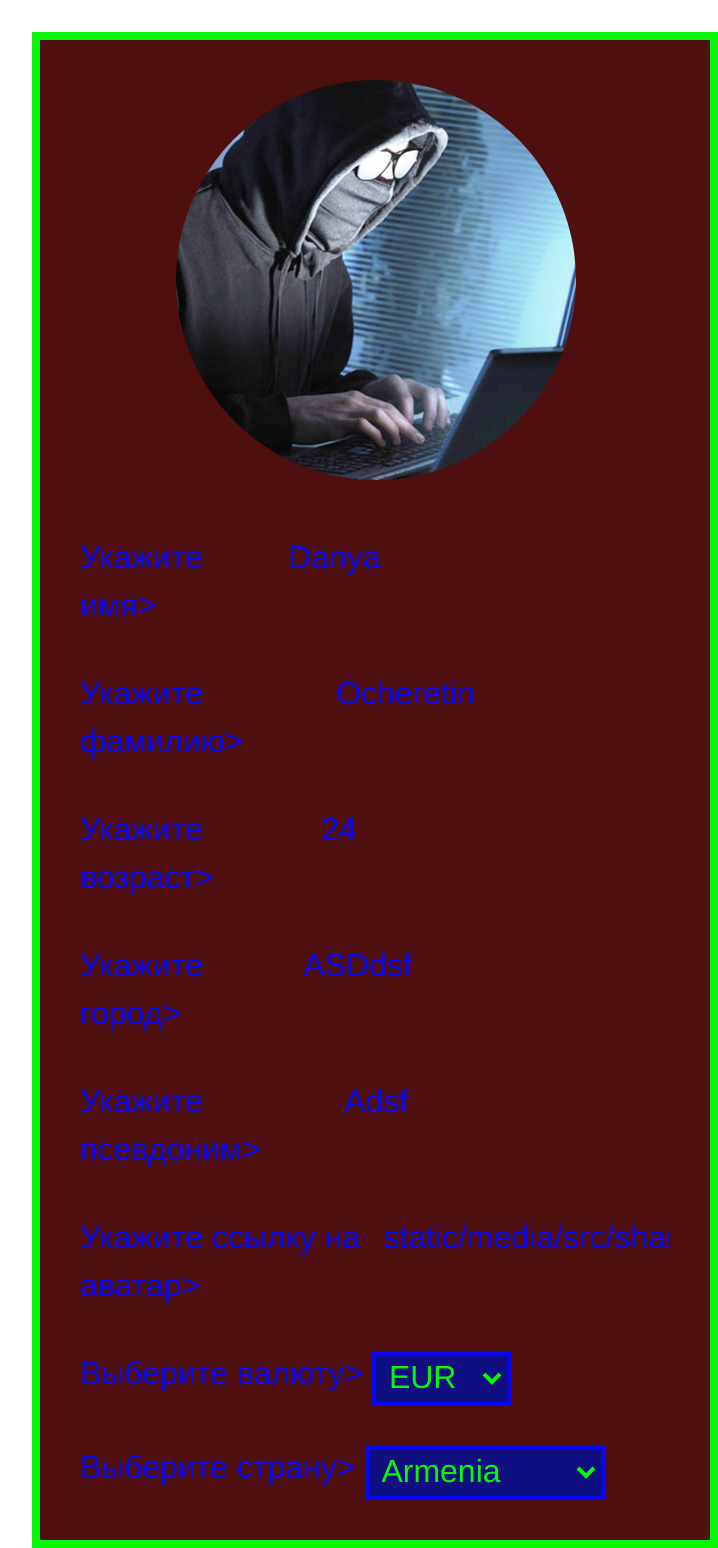 Укажите Danya
имя>
Укажите Ocheretin
фамилию>
Укажите 24
возраст>
Укажите ASDdsf
город>
Укажите Adsf
псевдоним>
Укажите ссылку на static/media/src/shar
аватар>
Выберите валюту> EUR
Выберите страну> Armenia